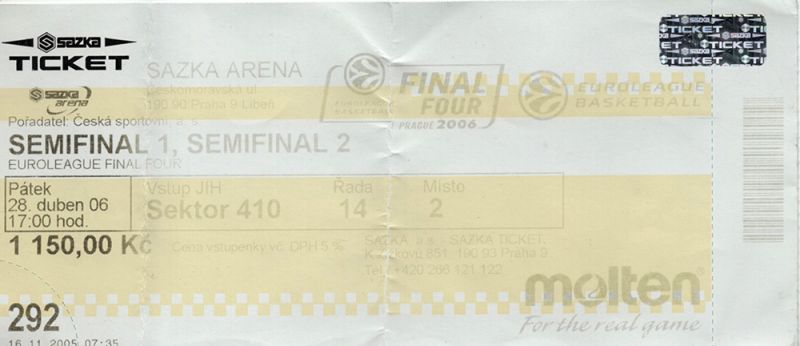 SAZKA
TICKET
SAZKA
arena
SAZKA ARENA
Českomoravská ul
190 90 Praha 9 Libeň
EUROLEAGUE
BASKETBALL
FINAL
FOUR
PRAGUE 2006
EUROLEAGUE
BASKETBALL
Pořadatel: Česká sportovní, a. s.
SEMIFINAL 1, SEMIFINAL 2
EUROLEAGUE FINAL FOUR
Pátek
28. duben 06
17:00 hod.
Vstup JIH Řada Místo
Sektor 410 14 2
1 150,00 Kč
Cena vstupenky vč. DPH 5 %
SAZKA, a.s. - SAZKA TICKET.
K Žižkovu 851, 190 93 Praha 9
Tel.: +420 266 121 122
molten
For the real game
292
16.11.2005 07:35